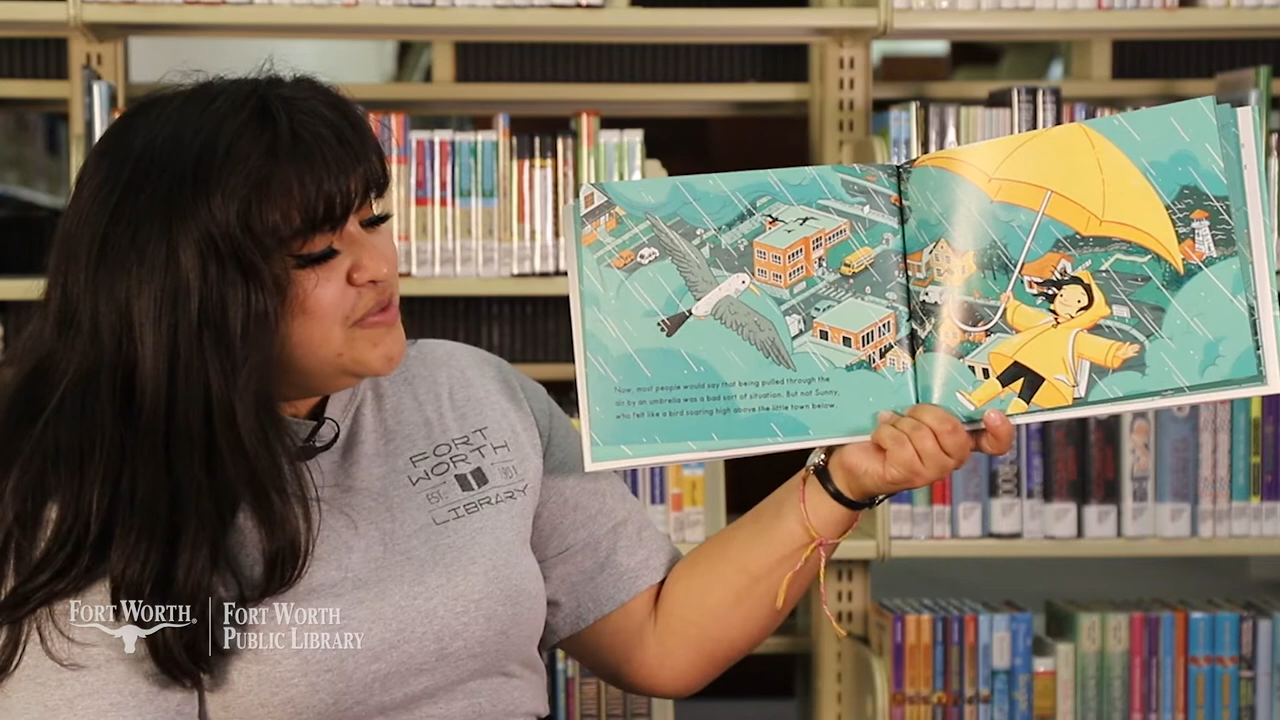 Now, most people would say that being pulled through the
air by an umbrella was a bad sort of situation. But not Sunny,
who felt like a bird soaring high above the little town below.
FORT
WORTH
EST. 1901
LIBRARY
FORT WORTH®
FORT WORTH
PUBLIC LIBRARY